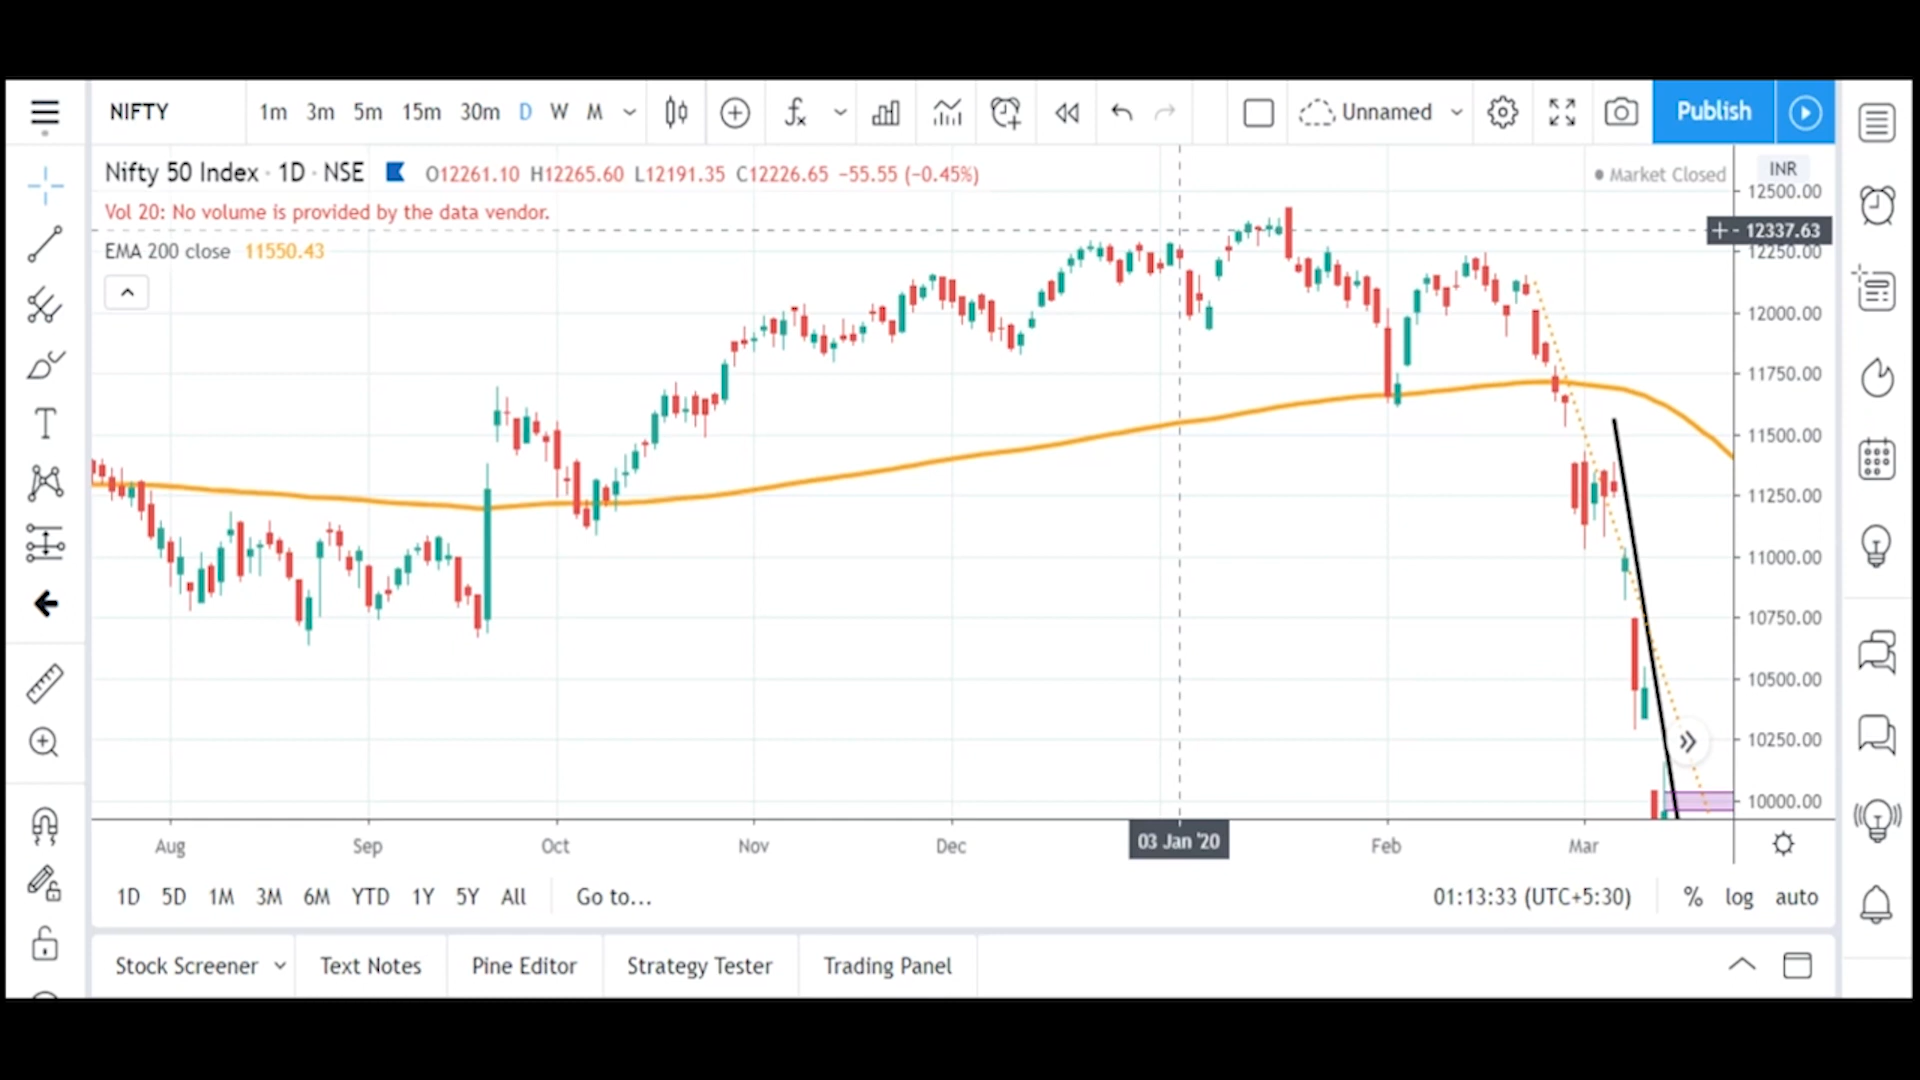 NIFTY 1m 3m 5m 15m 30m D W M Unnamed Publish
Nifty 50 Index · 1D · NSE O12261.10 H12265.60 L12191.35 C12226.65 −55.55 (−0.45%) Market Closed INR
Vol 20: No volume is provided by the data vendor.
EMA 200 close 11550.43
12500.00
12337.63
12250.00
12000.00
11750.00
11500.00
11250.00
11000.00
10750.00
10500.00
10250.00
10000.00
Aug Sep Oct Nov Dec 03 Jan '20 Feb Mar
1D 5D 1M 3M 6M YTD 1Y 5Y All Go to... 01:13:33 (UTC+5:30) % log auto
Stock Screener Text Notes Pine Editor Strategy Tester Trading Panel